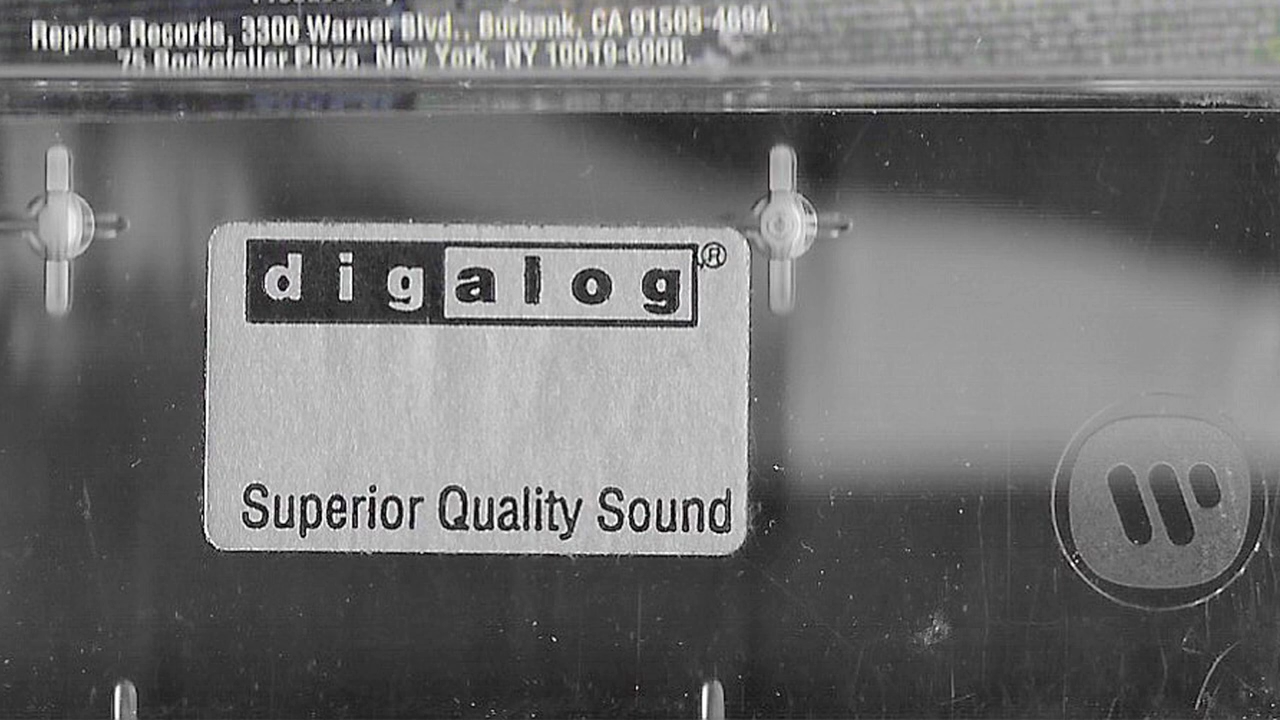 Reprise Records, 3300 Warner Blvd., Burbank, CA 91505-4694.
75 Rockefeller Plaza, New York, NY 10019-6908.
digalog®
Superior Quality Sound